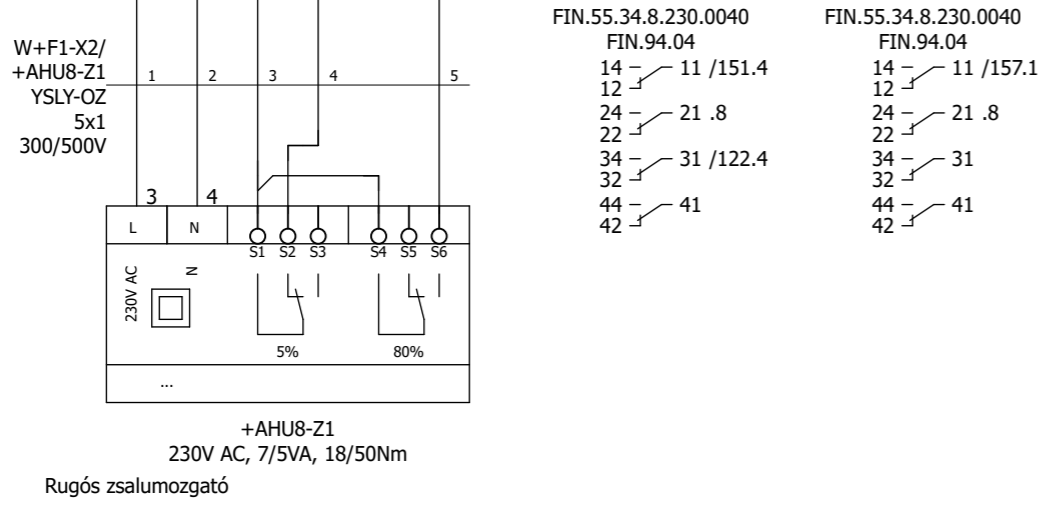 FIN.55.34.8.230.0040
FIN.94.04
14 11 /151.4
12
24 21 .8
22
34 31 /122.4
32
44 41
42
FIN.55.34.8.230.0040
FIN.94.04
14 11 /157.1
12
24 21 .8
22
34 31
32
44 41
42
W+F1-X2/
+AHU8-Z1
YSLY-OZ
5x1
300/500V
1 2 3 4 5
3 4
L N
S1 S2 S3 S4 S5 S6
230V AC N
5% 80%
...
+AHU8-Z1
230V AC, 7/5VA, 18/50Nm
Rugós zsalumozgató